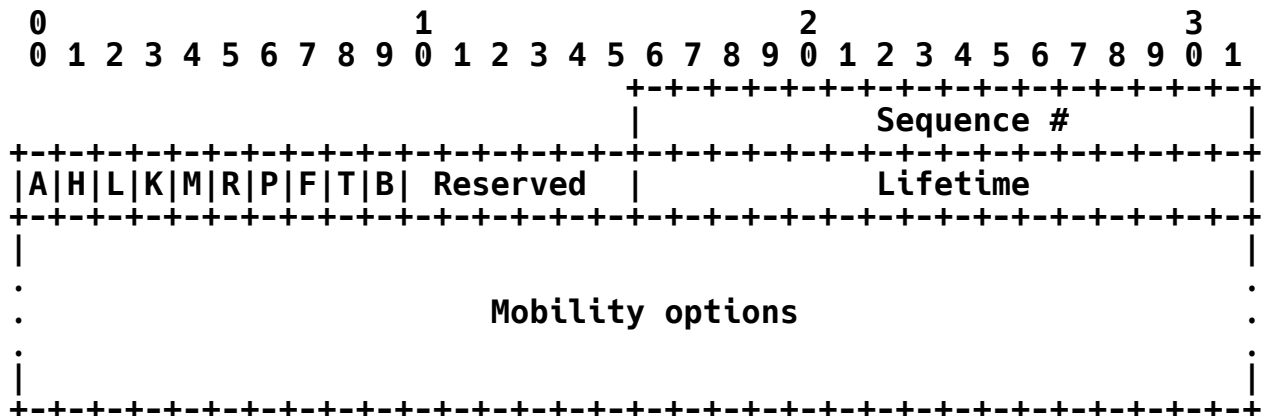 0                   1                   2                   3
 0 1 2 3 4 5 6 7 8 9 0 1 2 3 4 5 6 7 8 9 0 1 2 3 4 5 6 7 8 9 0 1
                                +-+-+-+-+-+-+-+-+-+-+-+-+-+-+-+-+
                                |            Sequence #         |
+-+-+-+-+-+-+-+-+-+-+-+-+-+-+-+-+-+-+-+-+-+-+-+-+-+-+-+-+-+-+-+-+
|A|H|L|K|M|R|P|F|T|B| Reserved  |            Lifetime           |
+-+-+-+-+-+-+-+-+-+-+-+-+-+-+-+-+-+-+-+-+-+-+-+-+-+-+-+-+-+-+-+-+
|                                                               |
.                                                               .
.                        Mobility options                       .
.                                                               .
|                                                               |
+-+-+-+-+-+-+-+-+-+-+-+-+-+-+-+-+-+-+-+-+-+-+-+-+-+-+-+-+-+-+-+-+